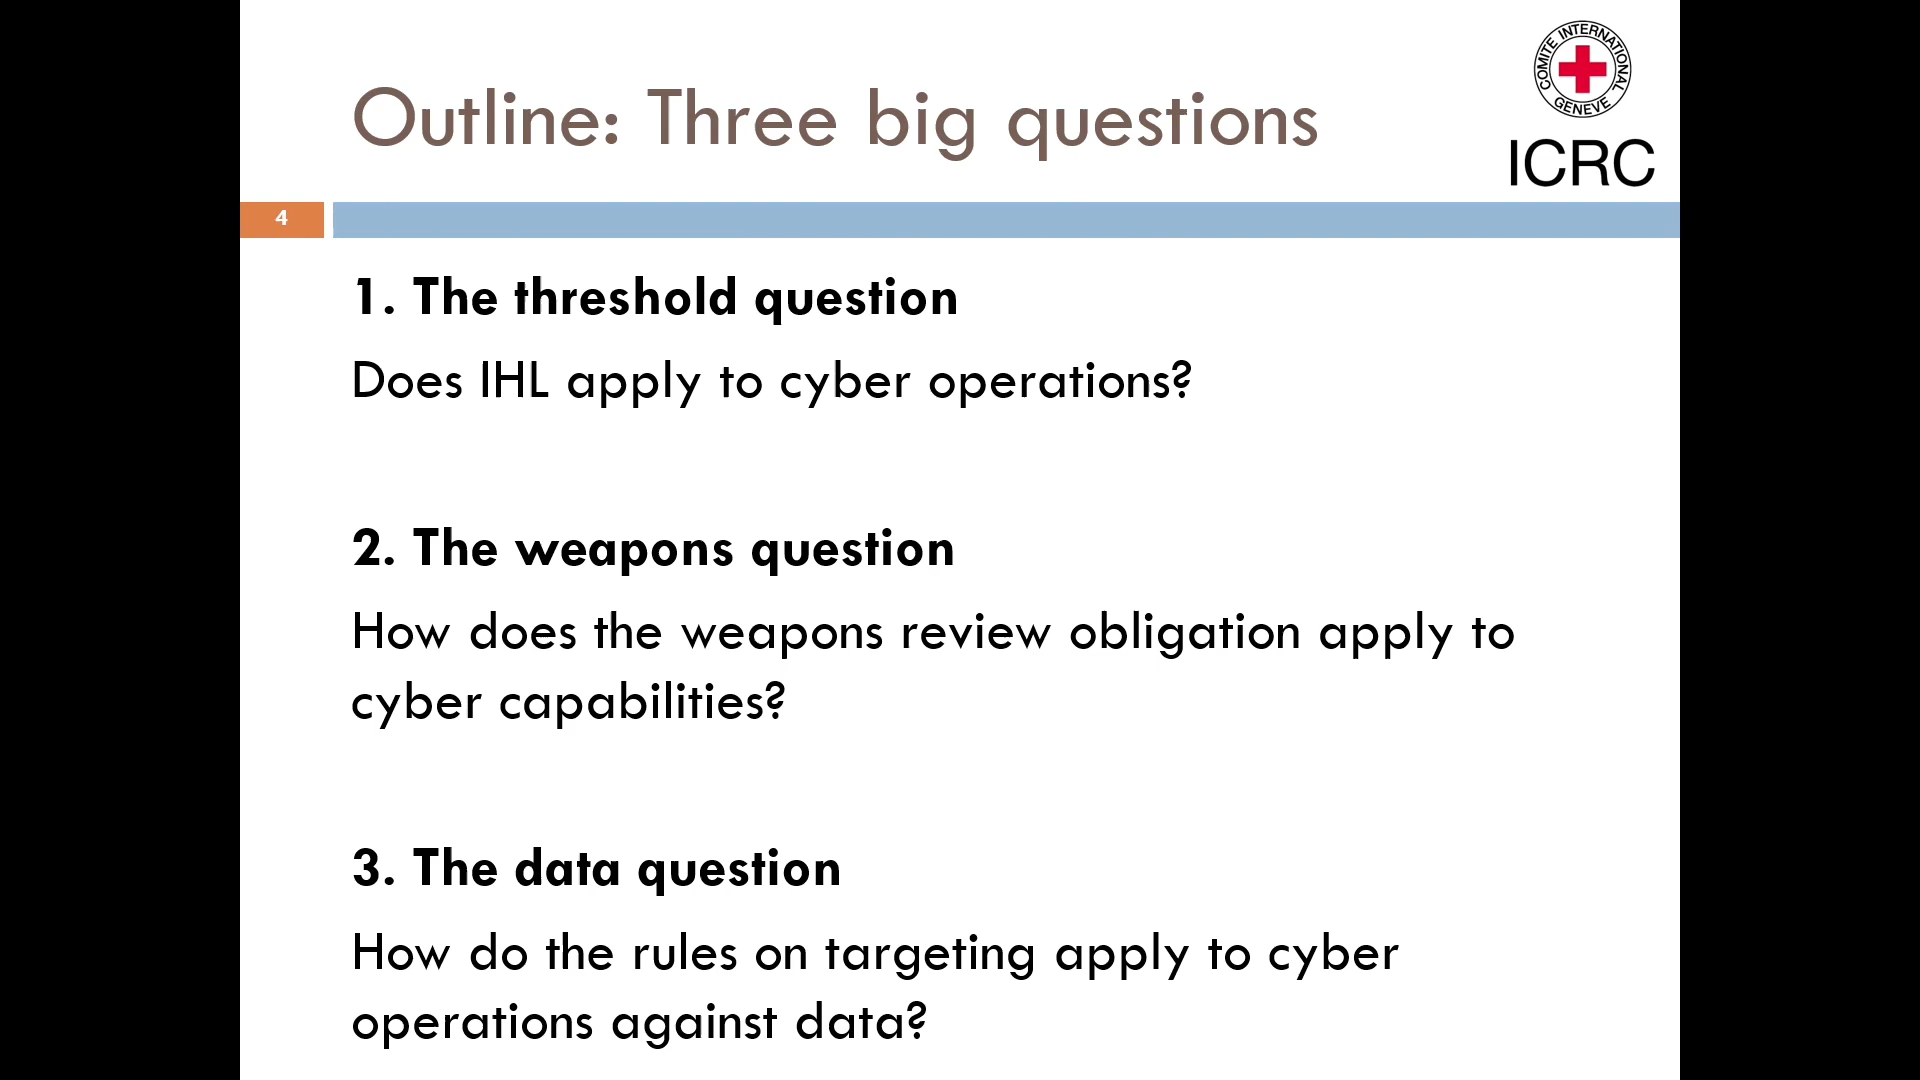 Outline: Three big questions
COMITE INTERNATIONAL
GENEVE
ICRC
4
1. The threshold question
Does IHL apply to cyber operations?
2. The weapons question
How does the weapons review obligation apply to
cyber capabilities?
3. The data question
How do the rules on targeting apply to cyber
operations against data?